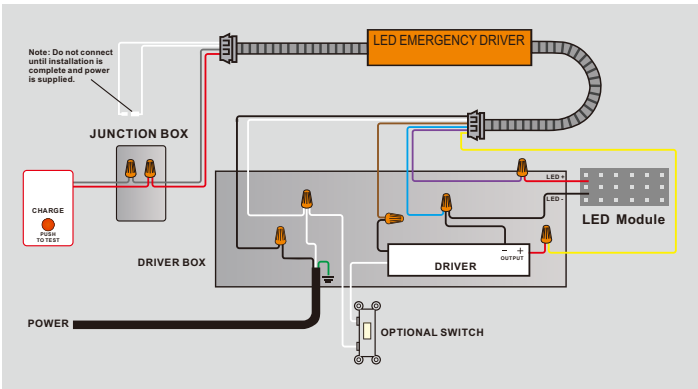 LED EMERGENCY DRIVER
Note: Do not connect
until installation is
complete and power
is supplied.
JUNCTION BOX
CHARGE
PUSH
TO TEST
LED +
LED -
LED Module
DRIVER BOX
- +
OUTPUT
DRIVER
POWER
OPTIONAL SWITCH